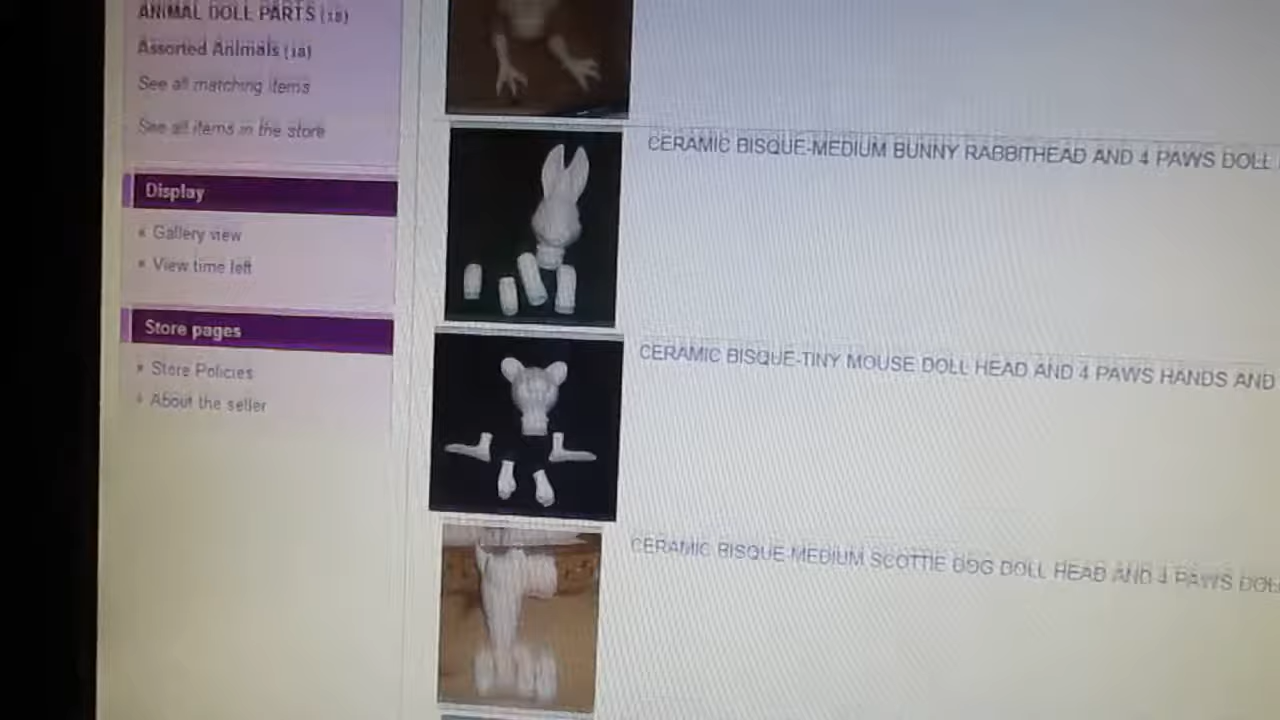 ANIMAL DOLL PARTS (18)
Assorted Animals (18)
See all matching items
See all items in the store
Display
Gallery view
View time left
Store pages
Store Policies
About the seller
CERAMIC BISQUE-MEDIUM BUNNY RABBITHEAD AND 4 PAWS DOLL
CERAMIC BISQUE-TINY MOUSE DOLL HEAD AND 4 PAWS HANDS AND
CERAMIC BISQUE-MEDIUM SCOTTIE DOG DOLL HEAD AND 4 PAWS